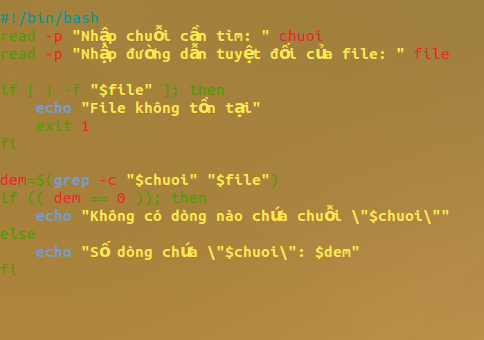 #!/bin/bash
read -p "Nhập chuỗi cần tìm: " chuoi
read -p "Nhập đường dẫn tuyệt đối của file: " file
if [ ! -f "$file" ]; then
    echo "File không tồn tại"
    exit 1
fi
dem=$(grep -c "$chuoi" "$file")
if (( dem == 0 )); then
    echo "Không có dòng nào chứa chuỗi \"$chuoi\""
else
    echo "Số dòng chứa \"$chuoi\": $dem"
fi